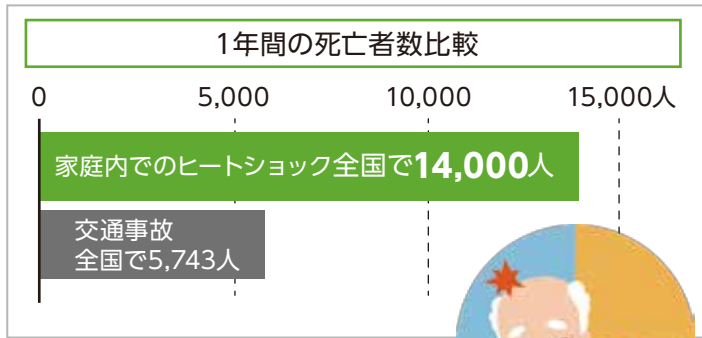 1年間の死亡者数比較
0 5,000 10,000 15,000人
家庭内でのヒートショック全国で14,000人
交通事故
全国で5,743人